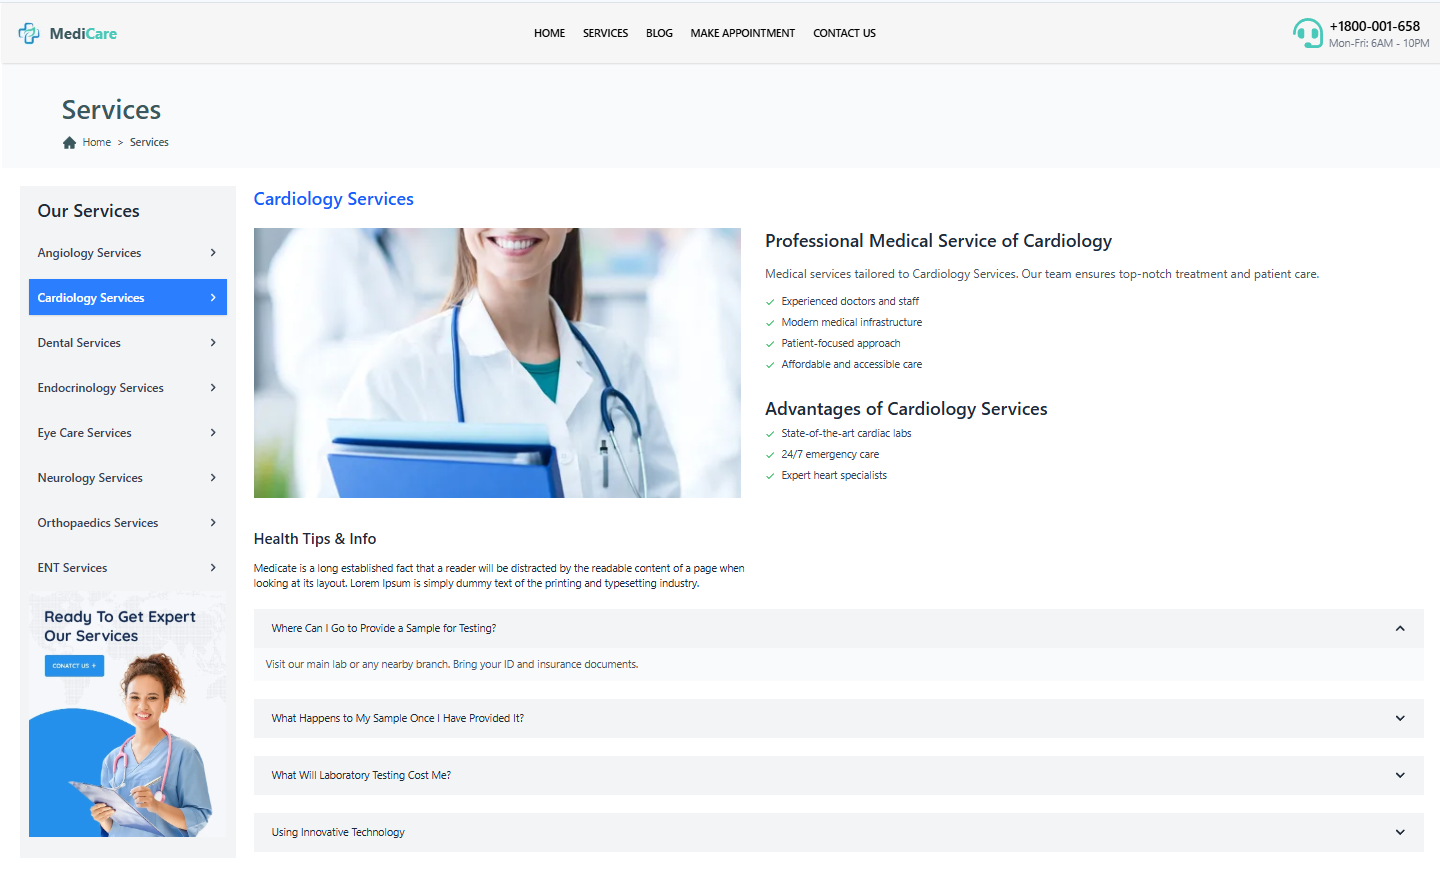 MediCare
HOME SERVICES BLOG MAKE APPOINTMENT CONTACT US
+1800-001-658
Mon-Fri: 6AM - 10PM
Services
Home > Services
Our Services
Angiology Services
Cardiology Services
Dental Services
Endocrinology Services
Eye Care Services
Neurology Services
Orthopaedics Services
ENT Services
Ready To Get Expert
Our Services
CONATCT US +
Cardiology Services
Professional Medical Service of Cardiology
Medical services tailored to Cardiology Services. Our team ensures top-notch treatment and patient care.
Experienced doctors and staff
Modern medical infrastructure
Patient-focused approach
Affordable and accessible care
Advantages of Cardiology Services
State-of-the-art cardiac labs
24/7 emergency care
Expert heart specialists
Health Tips & Info
Medicate is a long established fact that a reader will be distracted by the readable content of a page when
looking at its layout. Lorem Ipsum is simply dummy text of the printing and typesetting industry.
Where Can I Go to Provide a Sample for Testing?
Visit our main lab or any nearby branch. Bring your ID and insurance documents.
What Happens to My Sample Once I Have Provided It?
What Will Laboratory Testing Cost Me?
Using Innovative Technology